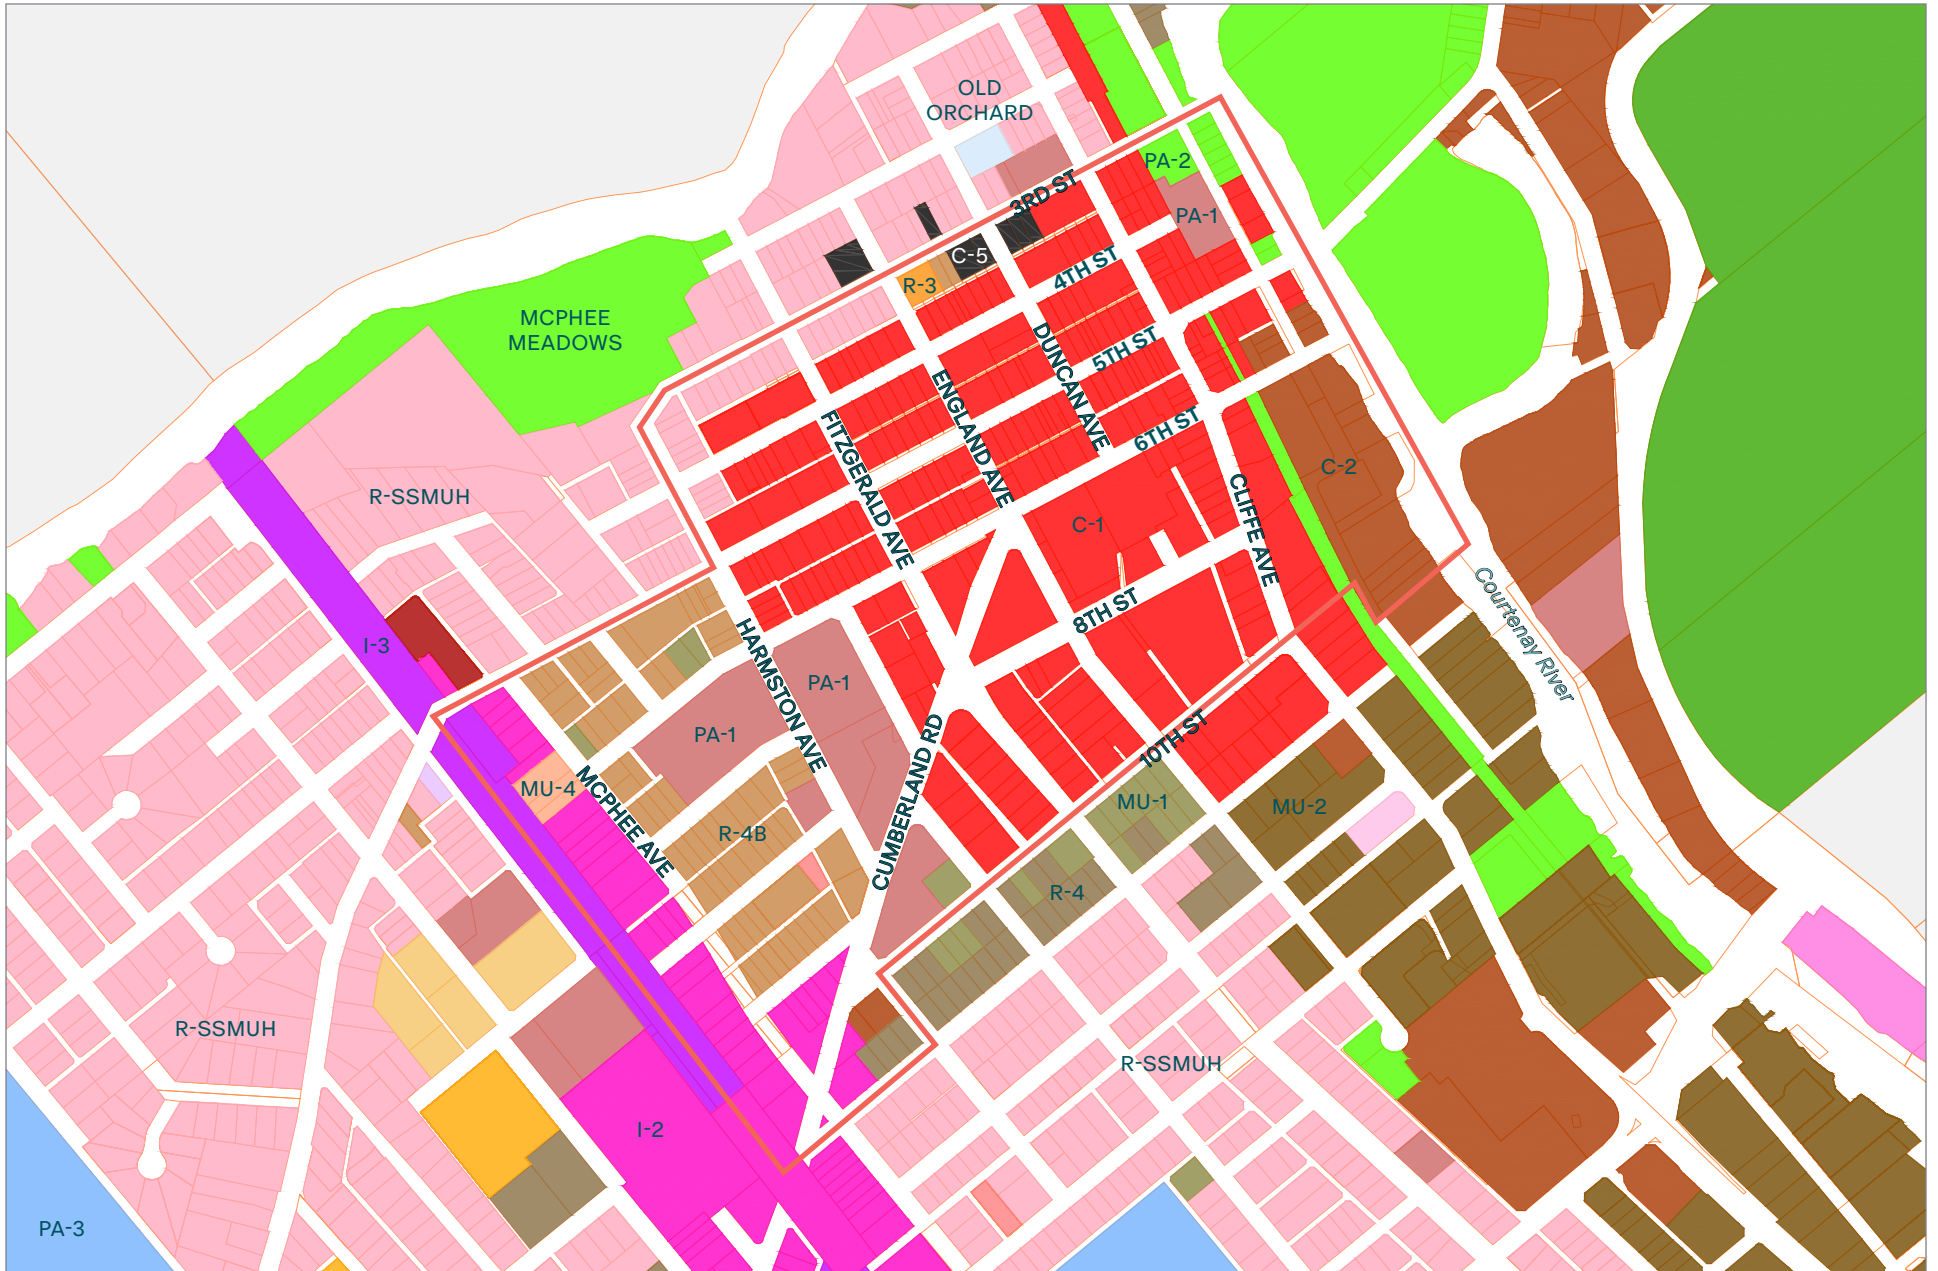 OLD
ORCHARD
PA-2
3RD ST
PA-1
C-5
4TH ST
R-3
MCPHEE
MEADOWS
DUNCAN AVE
5TH ST
ENGLAND AVE
6TH ST
FITZGERALD AVE
C-2
R-SSMUH
CLIFFE AVE
C-1
8TH ST
Courtenay River
I-3
HARMSTON AVE
PA-1
PA-1
CUMBERLAND RD
10TH ST
MU-4
MCPHEE AVE
MU-1
MU-2
R-4B
R-4
R-SSMUH
R-SSMUH
I-2
PA-3